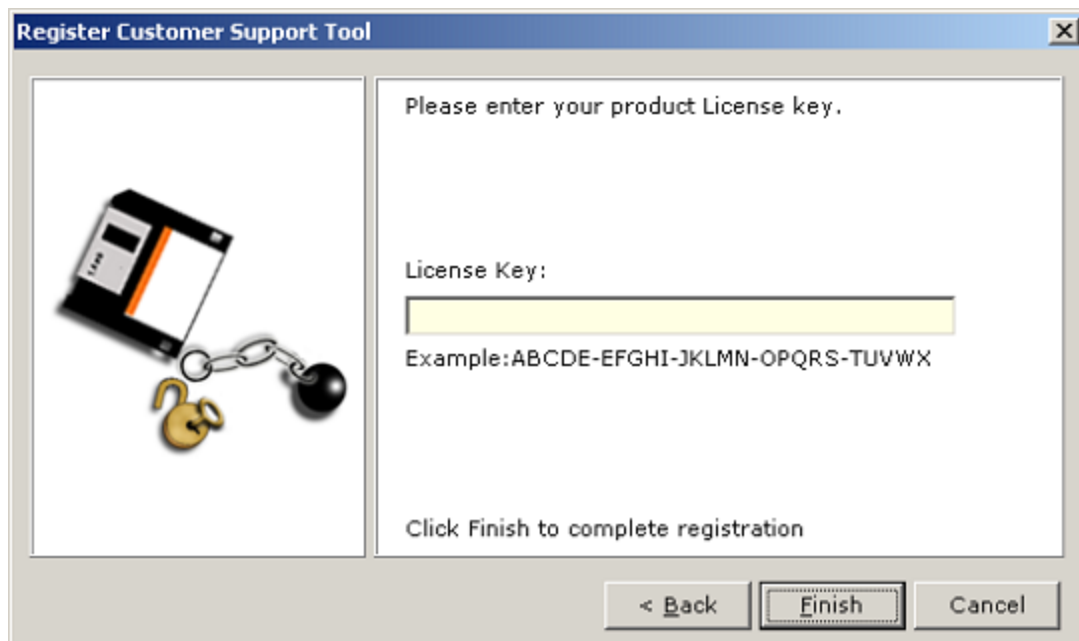 Register Customer Support Tool
Please enter your product License key.
License Key:
Example:ABCDE-EFGHI-JKLMN-OPQRS-TUVWX
Click Finish to complete registration
< Back
Finish
Cancel